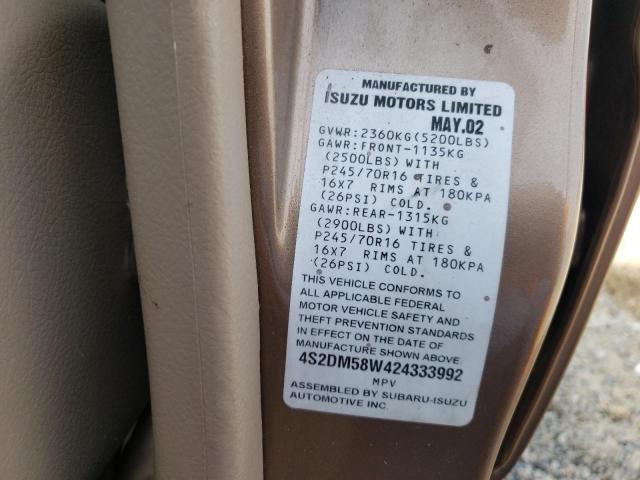 MANUFACTURED BY
ISUZU MOTORS LIMITED
MAY.02
GVWR:2360KG(5200LBS)
GAWR:FRONT-1135KG
(2500LBS) WITH
P245/70R16 TIRES &
16X7 RIMS AT 180KPA
(26PSI) COLD.
GAWR:REAR-1315KG
(2900LBS) WITH
P245/70R16 TIRES &
16X7 RIMS AT 180KPA
(26PSI) COLD.
THIS VEHICLE CONFORMS TO
ALL APPLICABLE FEDERAL
MOTOR VEHICLE SAFETY AND
THEFT PREVENTION STANDARDS
IN EFFECT ON THE DATE OF
MANUFACTURE SHOWN ABOVE
4S2DM58W424333992
MPV
ASSEMBLED BY SUBARU-ISUZU
AUTOMOTIVE INC.